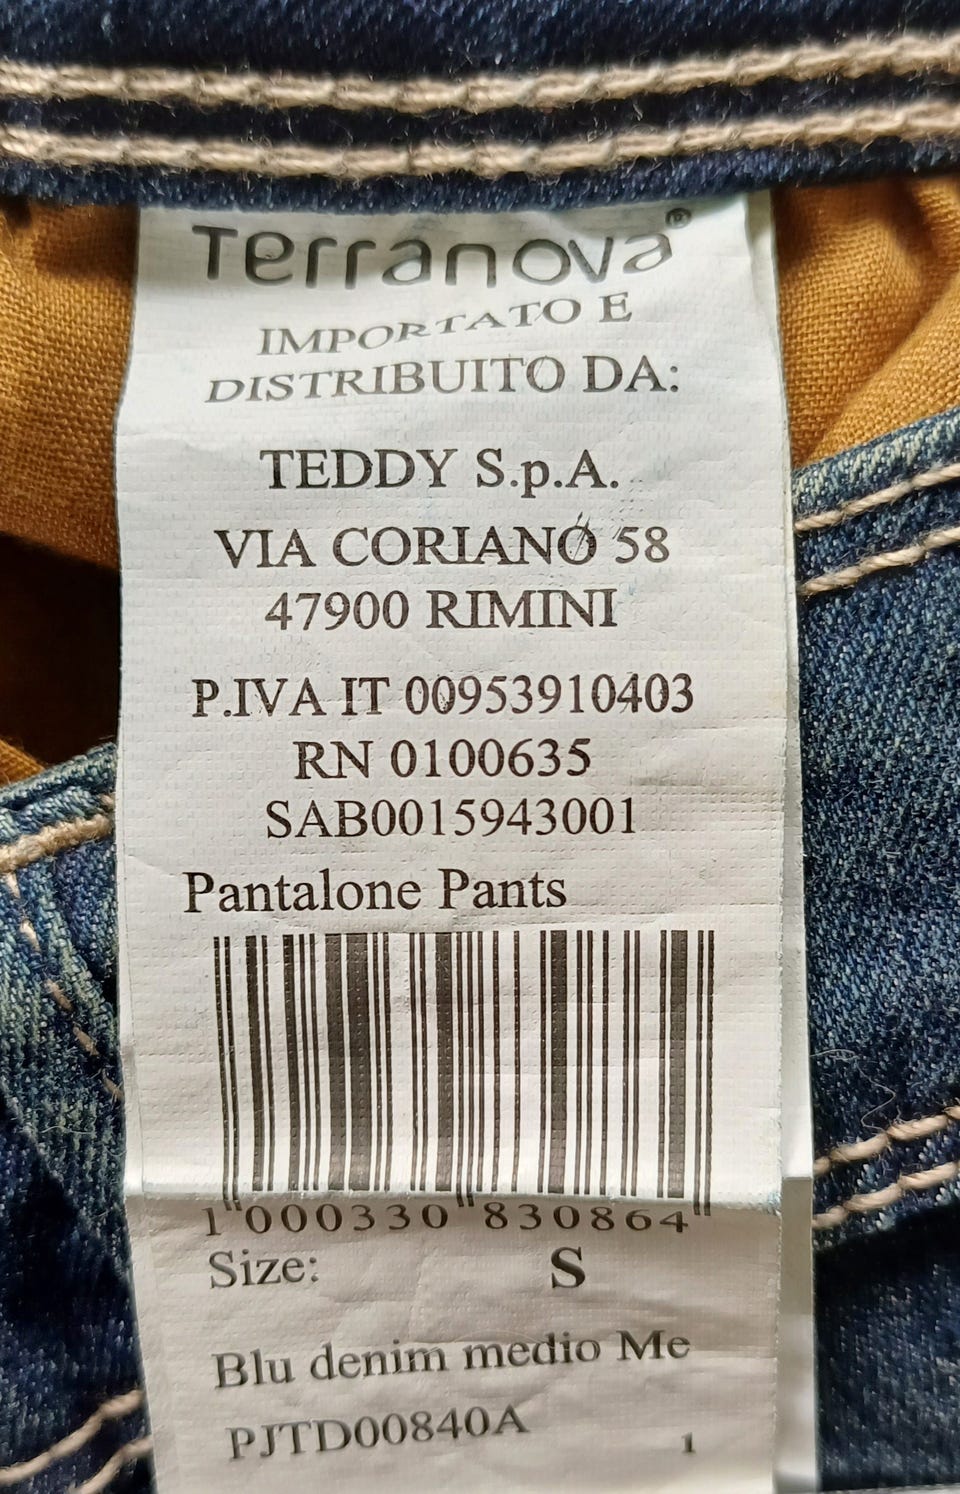 Terranova®
IMPORTATO E
DISTRIBUITO DA:
TEDDY S.p.A.
VIA CORIANO 58
47900 RIMINI
P.IVA IT 00953910403
RN 0100635
SAB0015943001
Pantalone Pants
1 000330 830864
Size: S
Blu denim medio Me
PJTD00840A
1